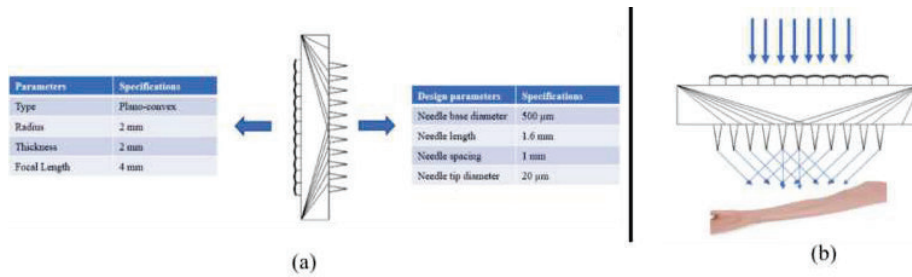 Parameters Specifications
Type Plano-convex
Radius 2 mm
Thickness 2 mm
Focal Length 4 mm
Design parameters Specifications
Needle base diameter 500 μm
Needle length 1.6 mm
Needle spacing 1 mm
Needle tip diameter 20 μm
(a)
(b)